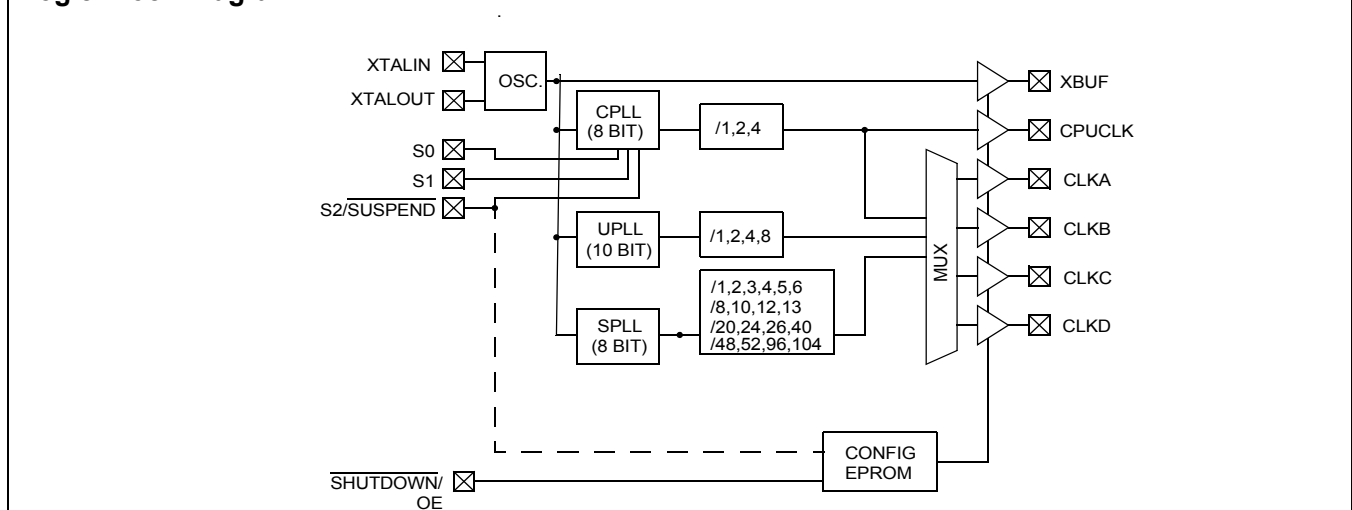 XTALIN
XTALOUT
OSC.
XBUF
CPLL
(8 BIT)
/1,2,4
CPUCLK
S0
S1
S2/SUSPEND
CLKA
UPLL
(10 BIT)
/1,2,4,8
CLKB
MUX
CLKC
SPLL
(8 BIT)
/1,2,3,4,5,6
/8,10,12,13
/20,24,26,40
/48,52,96,104
CLKD
CONFIG
EPROM
SHUTDOWN/
OE